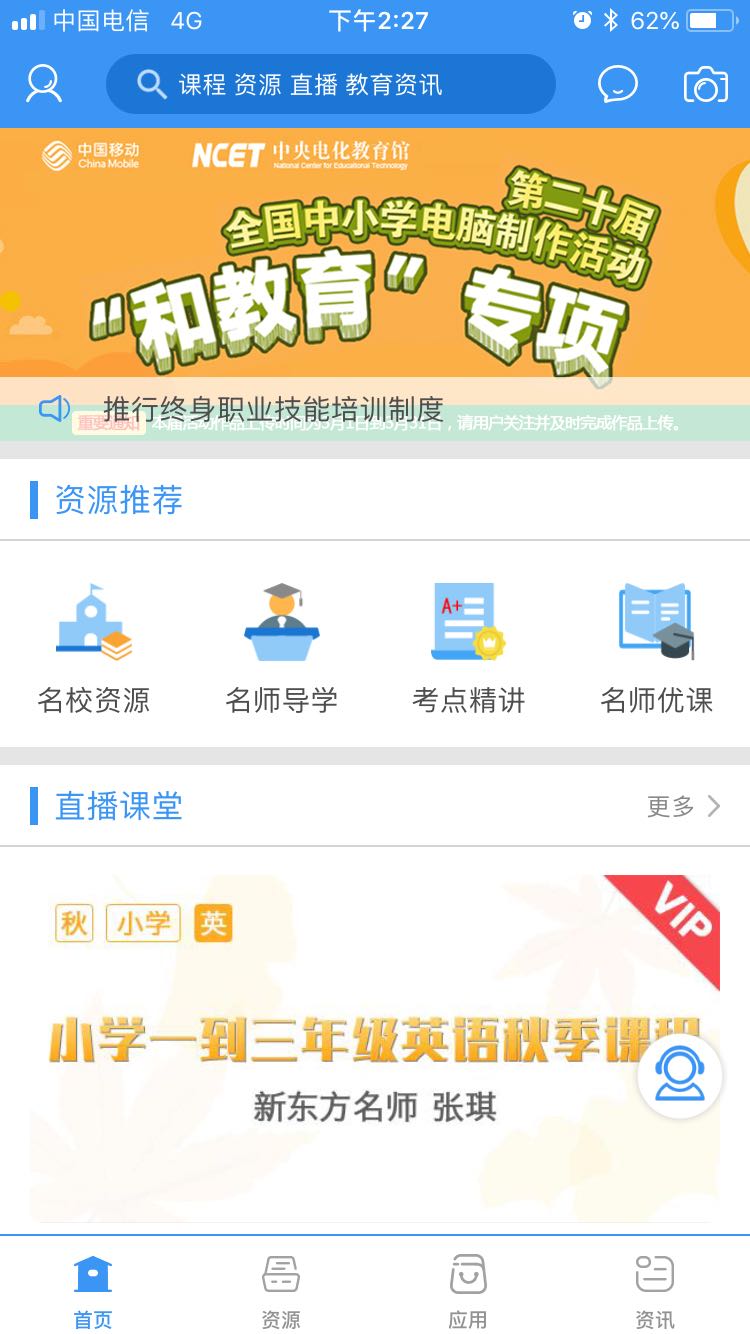 中国电信 4G 下午2:27 62%
课程 资源 直播 教育资讯
中国移动 China Mobile
NCET 中央电化教育馆
National Center for Educational Technology
第二十届
全国中小学电脑制作活动
“和教育”专项
推行终身职业技能培训制度
重要通知 本届活动作品上传时间为3月1日到5月31日，请用户关注并及时完成作品上传。
资源推荐
名校资源 名师导学 考点精讲 名师优课
直播课堂 更多
秋 小学 英 VIP
A+
小学一到三年级英语秋季课程
新东方名师 张琪
首页 资源 应用 资讯